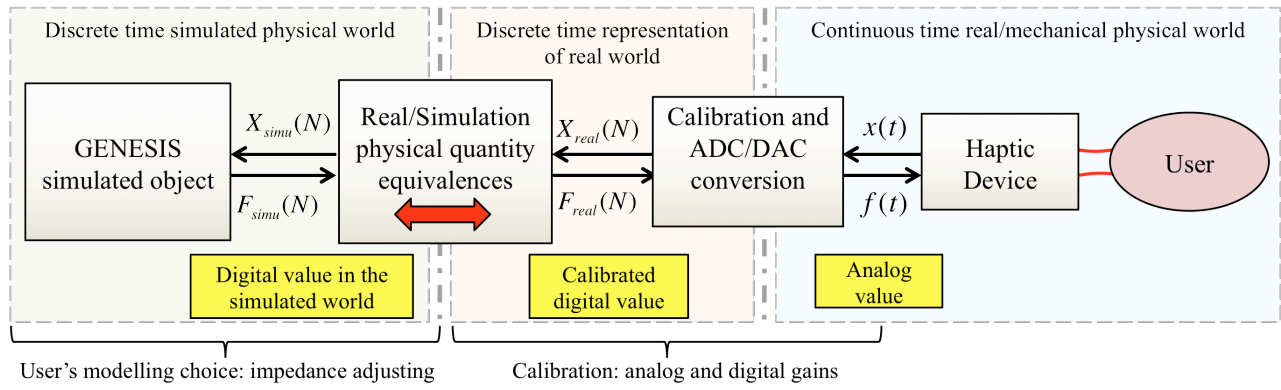 Discrete time simulated physical world
Discrete time representation
of real world
Continuous time real/mechanical physical world
GENESIS
simulated object
X_simu(N)
F_simu(N)
Real/Simulation
physical quantity
equivalences
X_real(N)
F_real(N)
Calibration and
ADC/DAC
conversion
x(t)
f(t)
Haptic
Device
User
Digital value in the
simulated world
Calibrated
digital value
Analog
value
User's modelling choice: impedance adjusting
Calibration: analog and digital gains